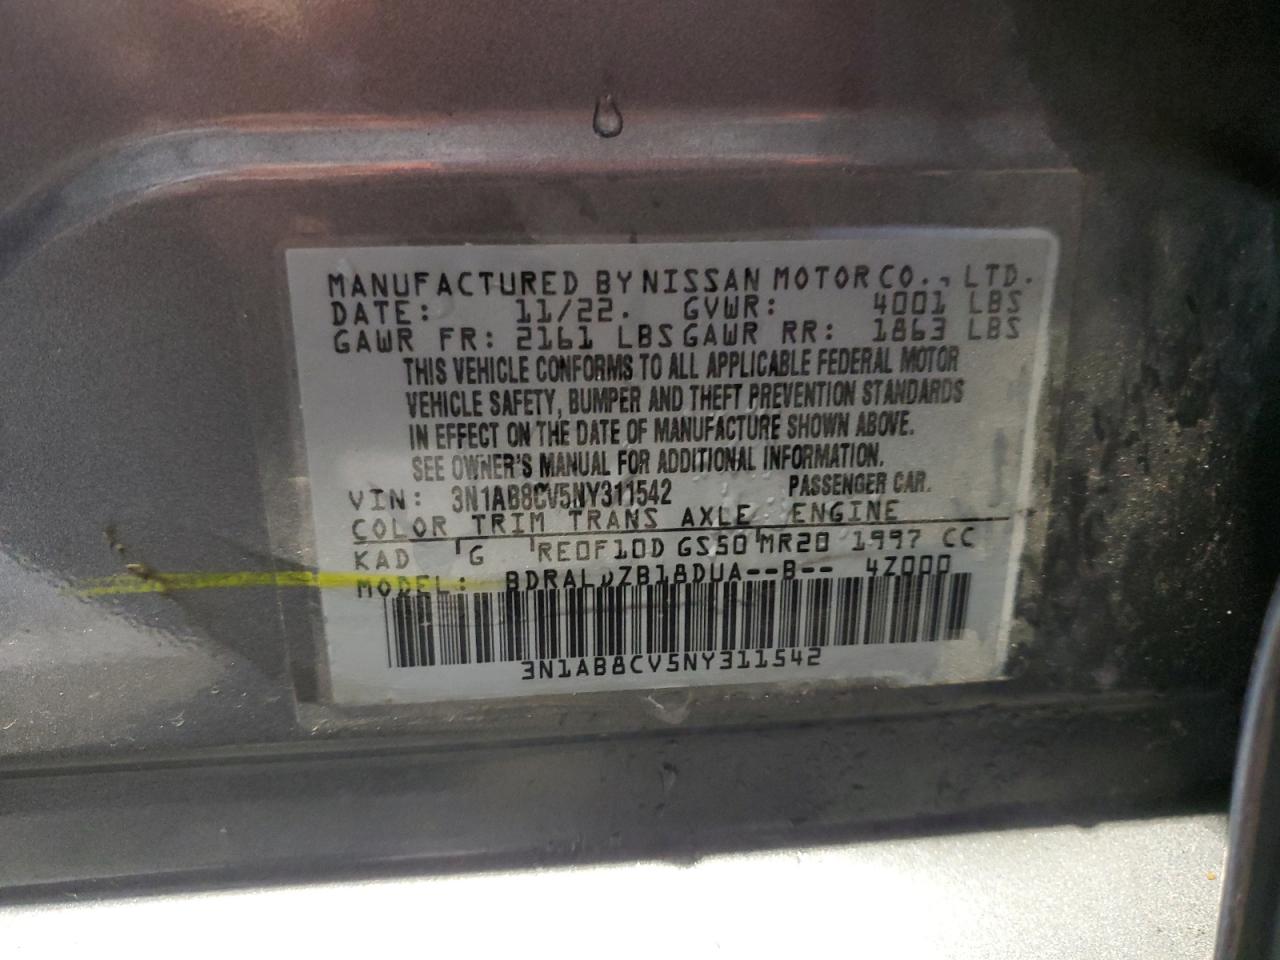 MANUFACTURED BY NISSAN MOTOR CO., LTD.
DATE: 11/22. GVWR: 4001 LBS
GAWR FR: 2161 LBS GAWR RR: 1863 LBS
THIS VEHICLE CONFORMS TO ALL APPLICABLE FEDERAL MOTOR
VEHICLE SAFETY, BUMPER AND THEFT PREVENTION STANDARDS
IN EFFECT ON THE DATE OF MANUFACTURE SHOWN ABOVE.
SEE OWNER'S MANUAL FOR ADDITIONAL INFORMATION.
VIN: 3N1AB8CV5NY311542 PASSENGER CAR.
COLOR TRIM TRANS AXLE ENGINE
KAD G RE0F10D GS50 MR20 1997 CC
MODEL: 4Z000
3N1AB8CV5NY311542